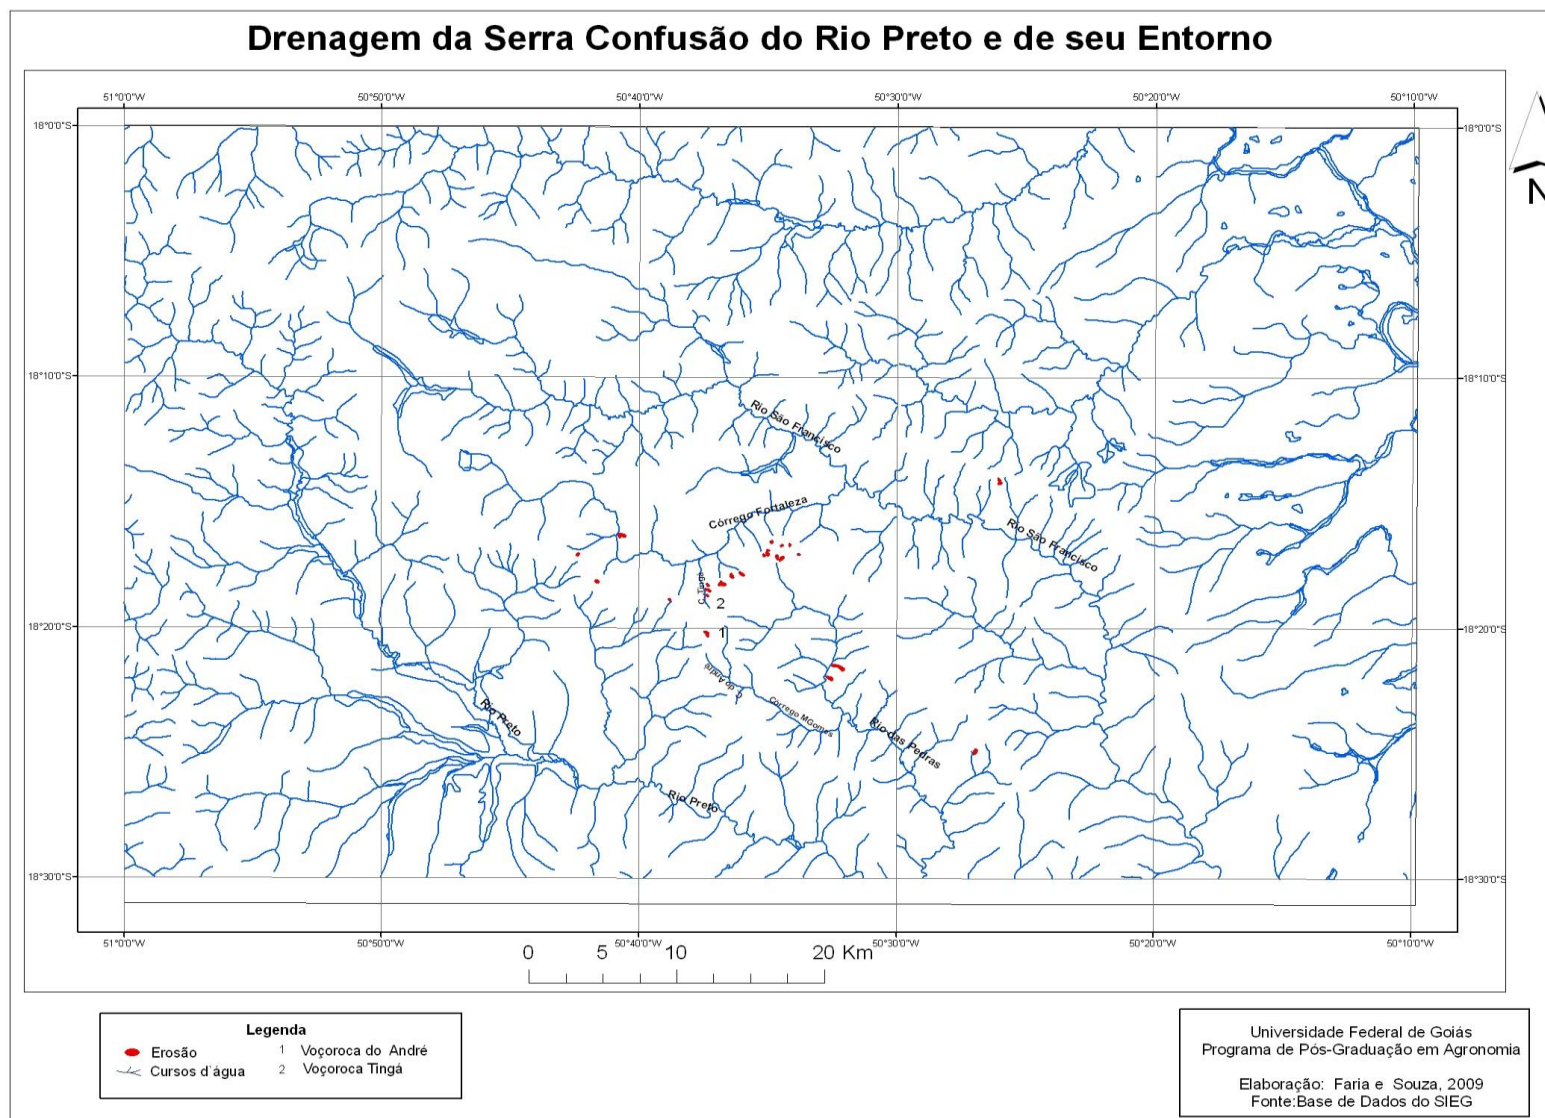 Drenagem da Serra Confusão do Rio Preto e de seu Entorno
51°0'0"W 50°50'0"W 50°40'0"W 50°30'0"W 50°20'0"W 50°10'0"W
18°0'0"S 18°0'0"S
N
18°10'0"S 18°10'0"S
Rio São Francisco
Córrego Fortaleza
Rio São Francisco
C. Tinga
2
18°20'0"S 18°20'0"S
1
C. do André
Córrego MGomes
Rio Preto
Rio das Pedras
Rio Preto
18°30'0"S 18°30'0"S
51°0'0"W 50°50'0"W 50°40'0"W 50°30'0"W 50°20'0"W 50°10'0"W
0 5 10 20 Km
Legenda
Erosão
1 Voçoroca do André
Cursos d`água
2 Voçoroca Tingá
Universidade Federal de Goiás
Programa de Pós-Graduação em Agronomia
Elaboração: Faria e Souza, 2009
Fonte:Base de Dados do SIEG